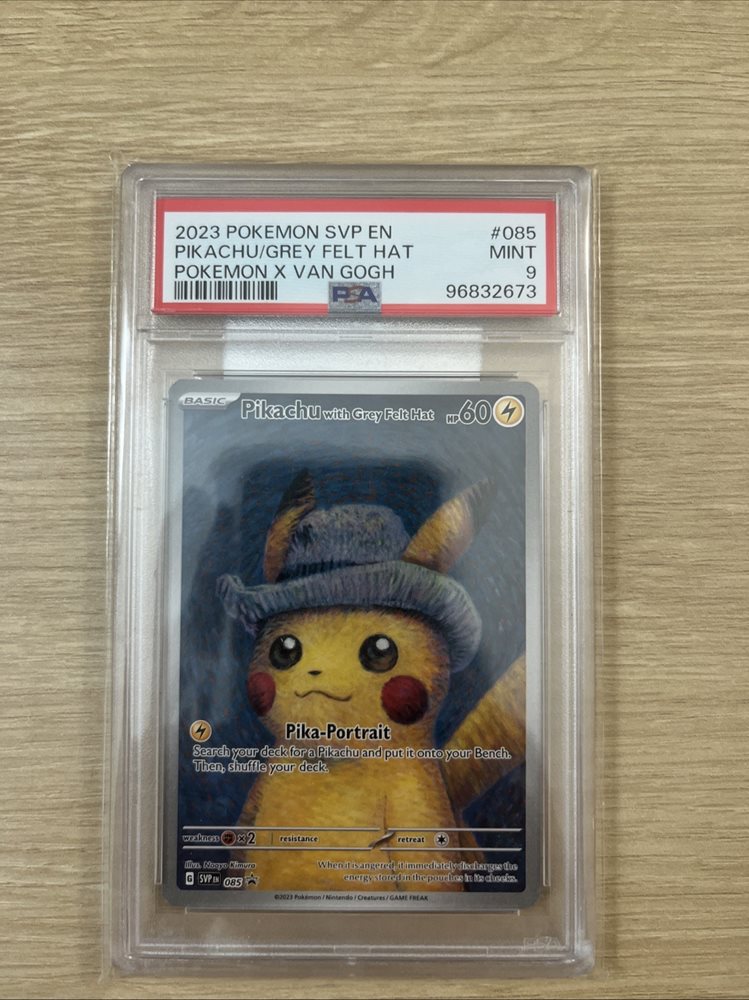 2023 POKEMON SVP EN #085
PIKACHU/GREY FELT HAT MINT
POKEMON X VAN GOGH 9
PSA 96832673
BASIC Pikachu with Grey Felt Hat HP60
Pika-Portrait
Search your deck for a Pikachu and put it onto your Bench.
Then, shuffle your deck.
weakness ×2 resistance retreat
Illus. Naoyo Kimura
When it is angered, it immediately discharges the
energy stored in the pouches in its cheeks.
G SVP EN 085
©2023 Pokémon / Nintendo / Creatures / GAME FREAK
PSA